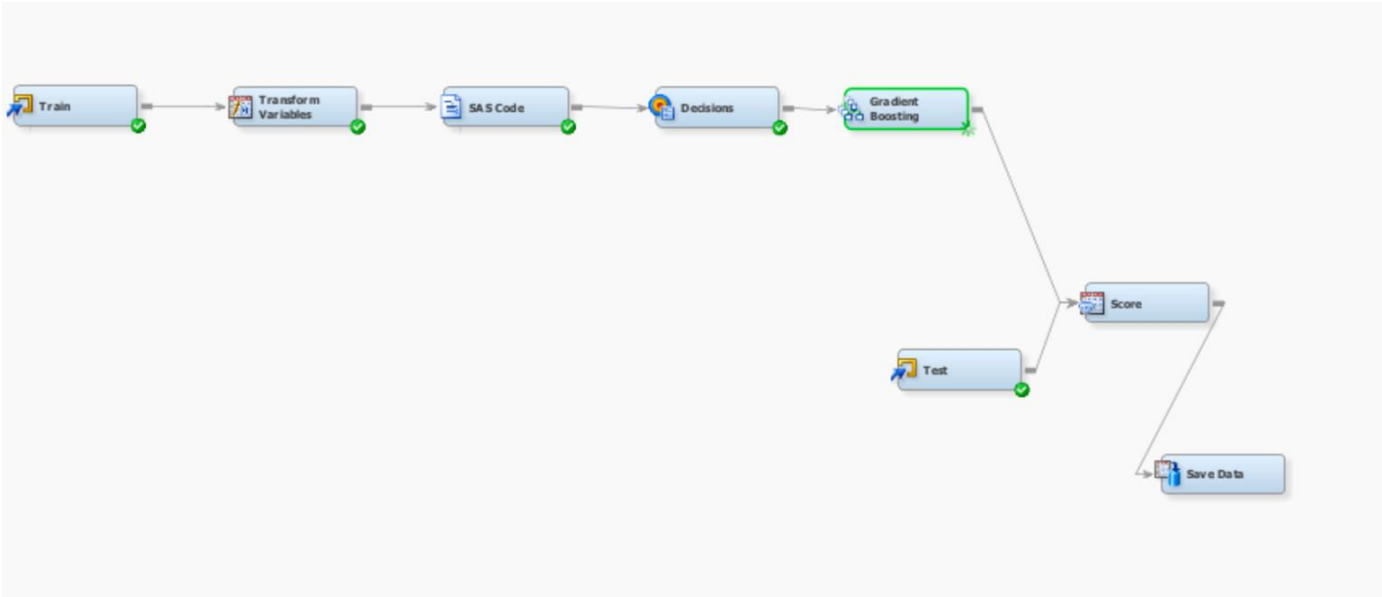 Train
Transform
Variables
SAS Code
Decisions
Gradient
Boosting
Score
Test
Save Data